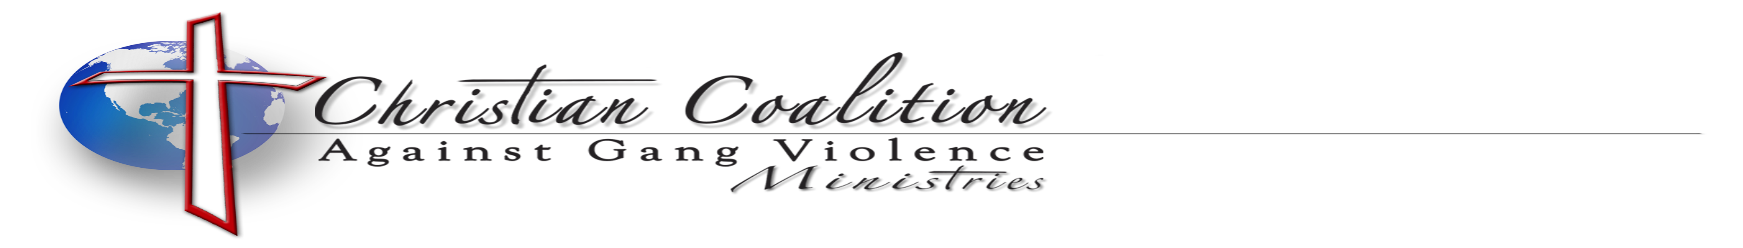 Christian Coalition
Against Gang Violence
Ministries